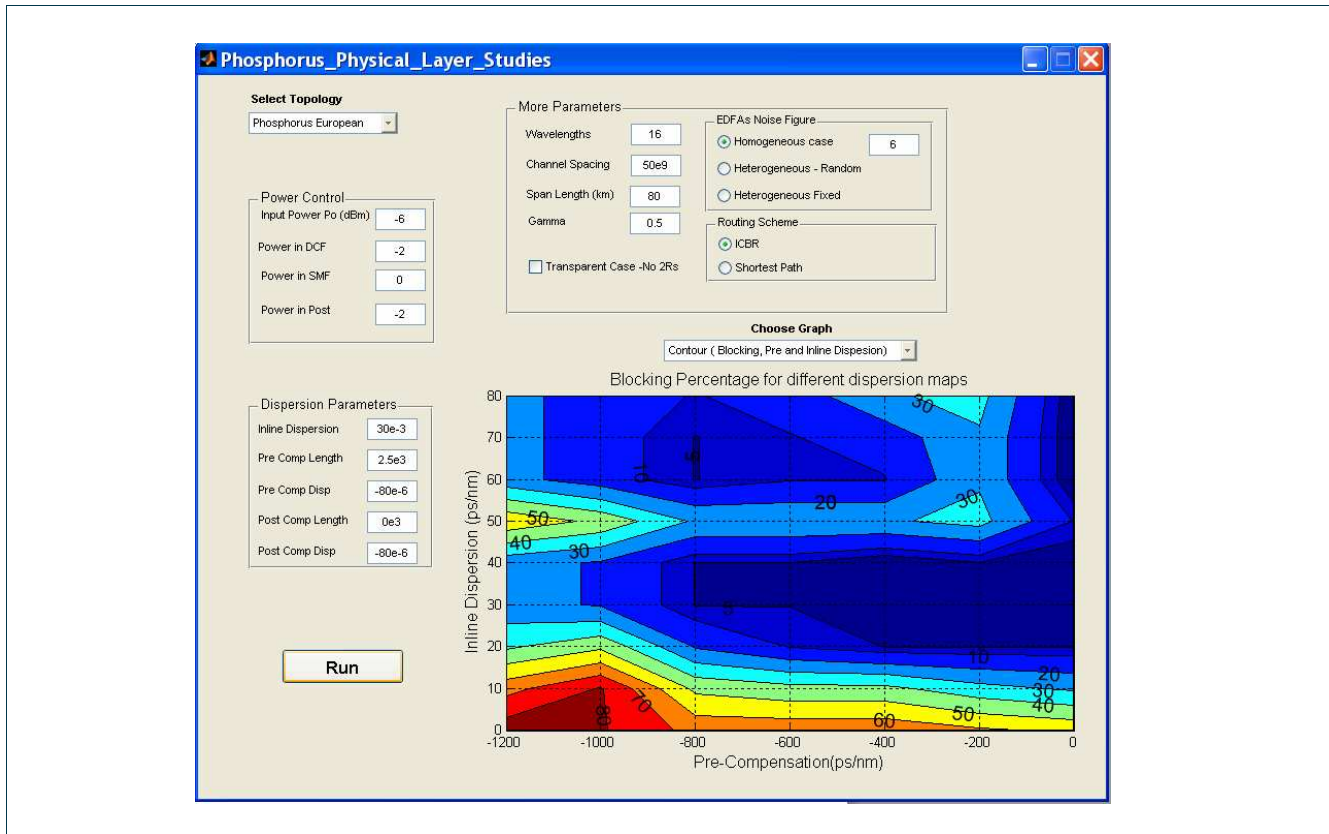 Phosphorus_Physical_Layer_Studies
Select Topology
Phosphorus European
Power Control
Input Power Po (dBm) -6
Power in DCF -2
Power in SMF 0
Power in Post -2
More Parameters
Wavelengths 16
Channel Spacing 50e9
Span Length (km) 80
Gamma 0.5
Transparent Case -No 2Rs
EDFAs Noise Figure
Homogeneous case 6
Heterogeneous - Random
Heterogeneous Fixed
Routing Scheme
ICBR
Shortest Path
Choose Graph
Contour ( Blocking, Pre and Inline Dispesion)
Dispersion Parameters
Inline Dispersion 30e-3
Pre Comp Length 2.5e3
Pre Comp Disp -80e-6
Post Comp Length 0e3
Post Comp Disp -80e-6
Run
Blocking Percentage for different dispersion maps
Inline Dispersion (ps/nm)
80
70
60
50
40
30
20
10
0
30
10
20
30
50
40
30
10
20
30
40
50
60
70
80
-1200 -1000 -800 -600 -400 -200 0
Pre-Compensation(ps/nm)